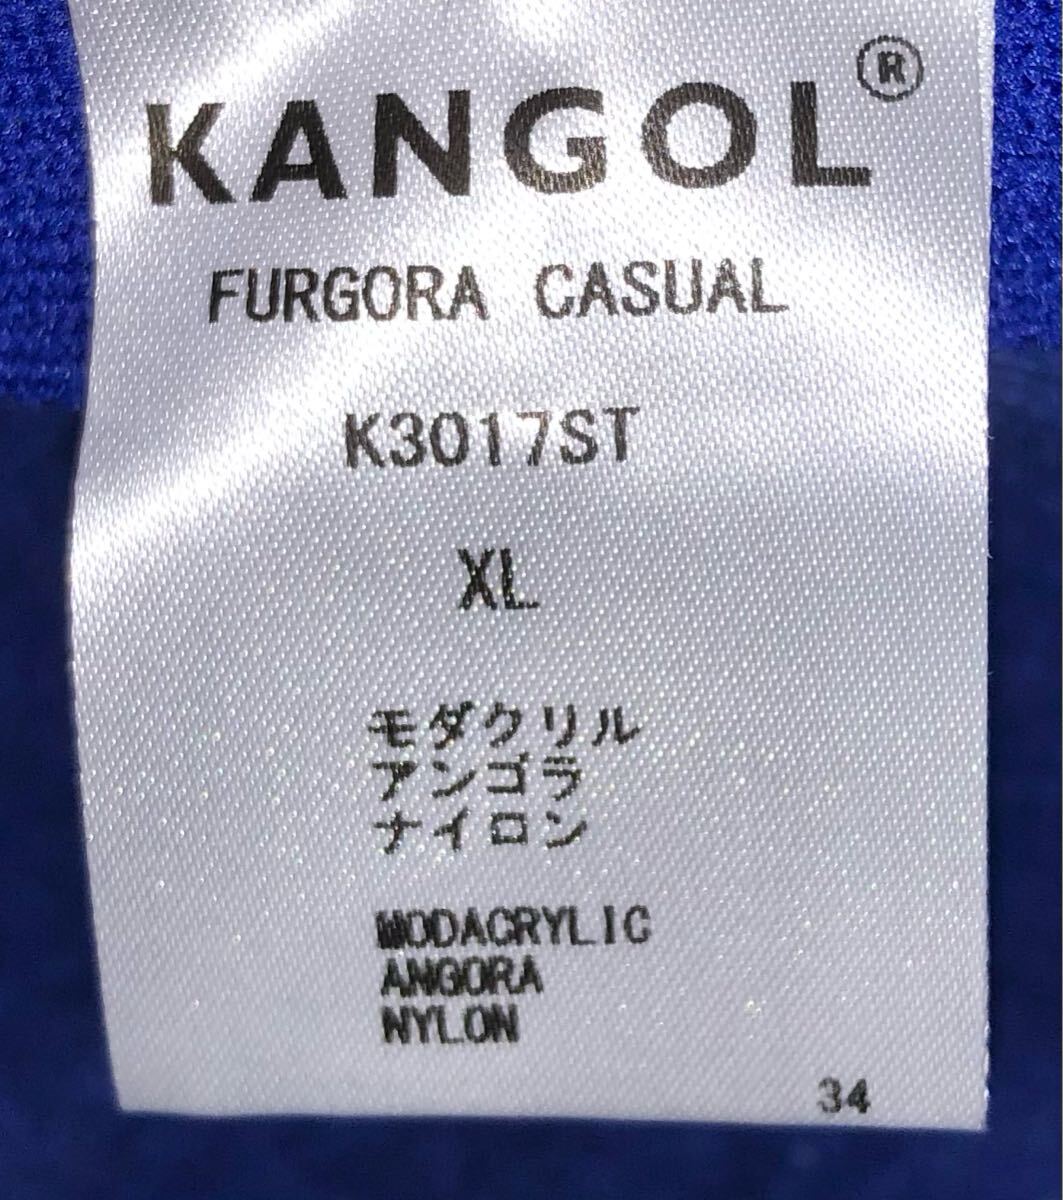 KANGOL®
FURGORA CASUAL
K3017ST
XL
モダクリル
アンゴラ
ナイロン
MODACRYLIC
ANGORA
NYLON
34